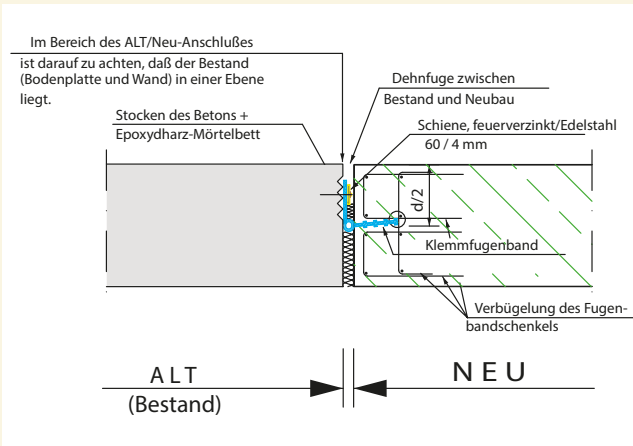 Im Bereich des ALT/Neu-Anschlußes
ist darauf zu achten, daß der Bestand
(Bodenplatte und Wand) in einer Ebene
liegt.
Dehnfuge zwischen
Bestand und Neubau
Stocken des Betons +
Epoxydharz-Mörtelbett
Schiene, feuerverzinkt/Edelstahl
60 / 4 mm
d/2
Klemmfugenband
Verbügelung des Fugen-
bandschenkels
ALT
(Bestand)
NEU